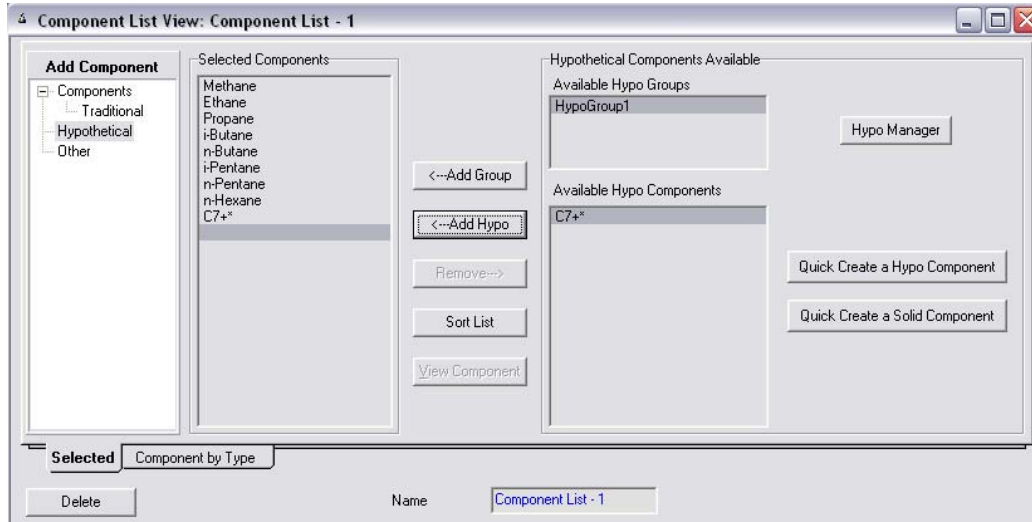 Component List View: Component List - 1
Add Component
Components
Traditional
Hypothetical
Other
Selected Components
Methane
Ethane
Propane
i-Butane
n-Butane
i-Pentane
n-Pentane
n-Hexane
C7+*
<---Add Group
<---Add Hypo
Remove--->
Sort List
View Component
Hypothetical Components Available
Available Hypo Groups
HypoGroup1
Hypo Manager
Available Hypo Components
C7+*
Quick Create a Hypo Component
Quick Create a Solid Component
Selected
Component by Type
Delete
Name
Component List - 1